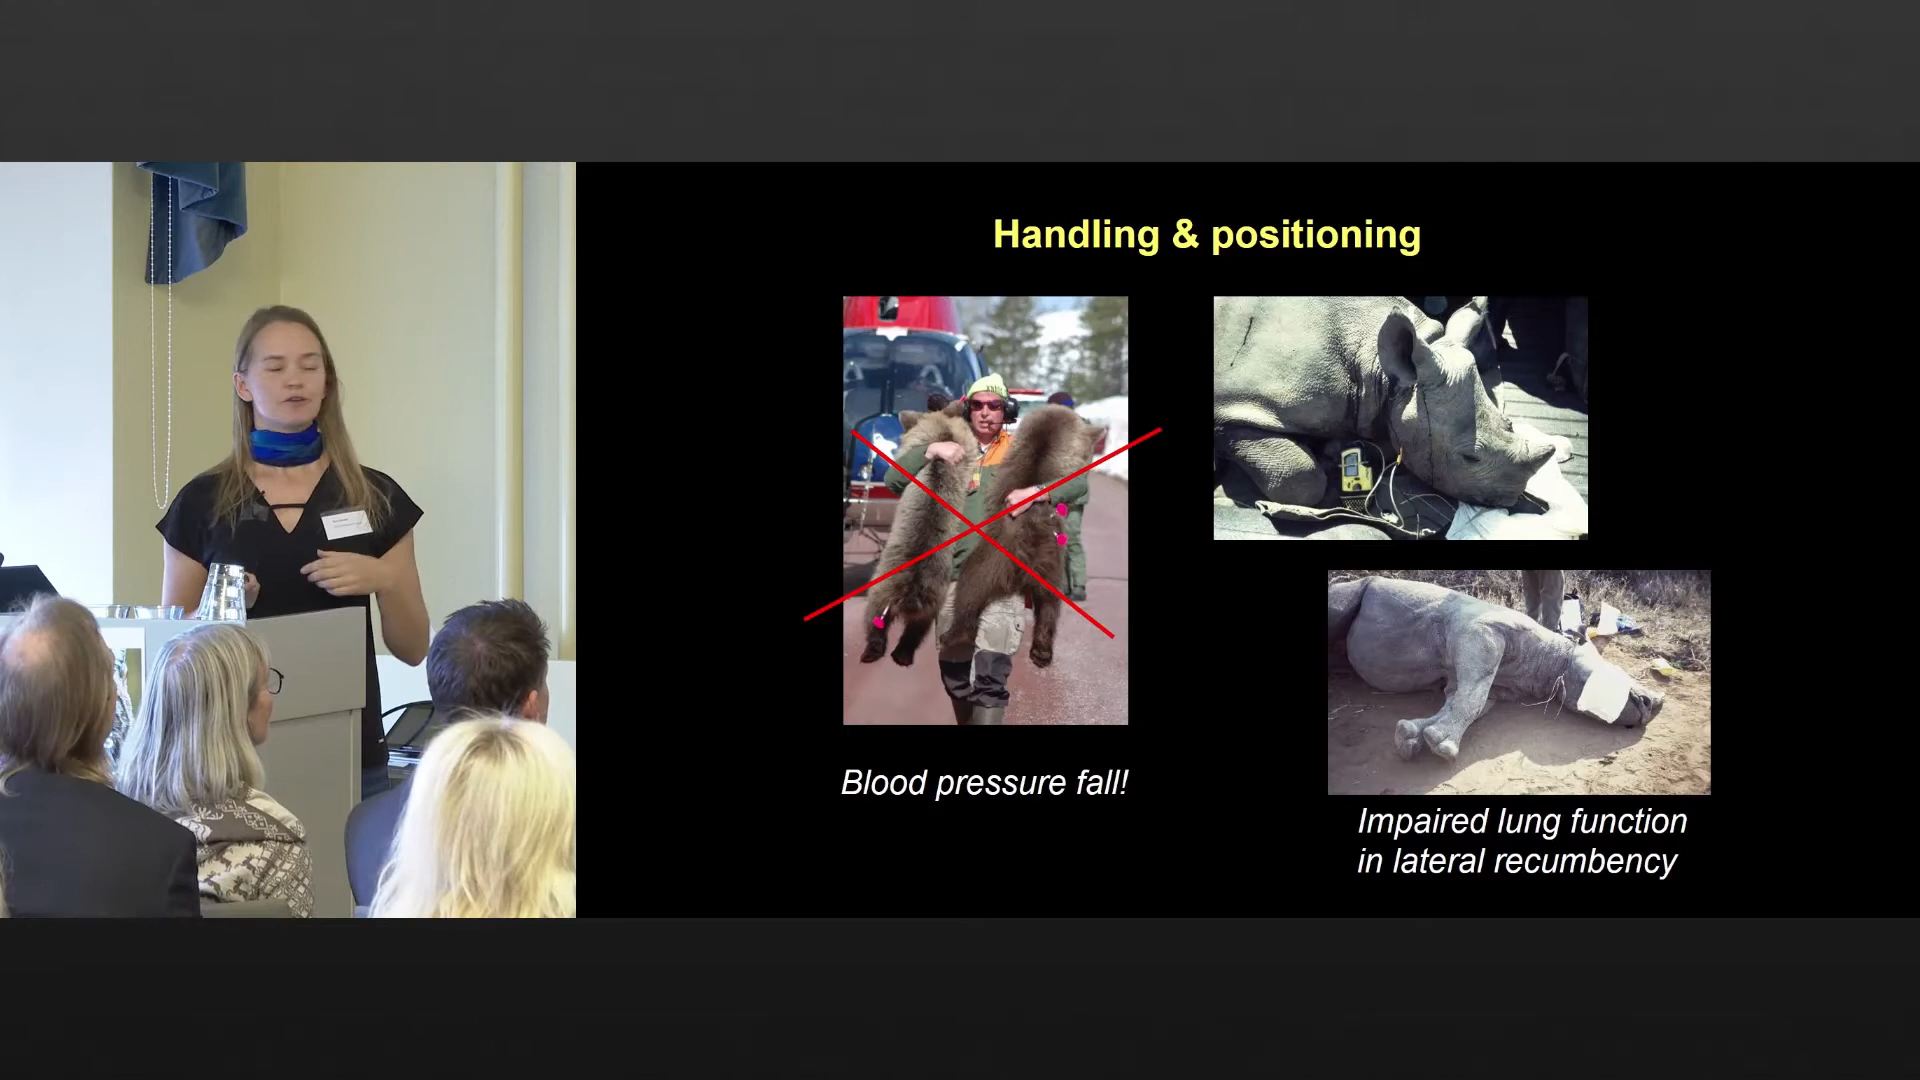 Handling & positioning
Blood pressure fall!
Impaired lung function
in lateral recumbency